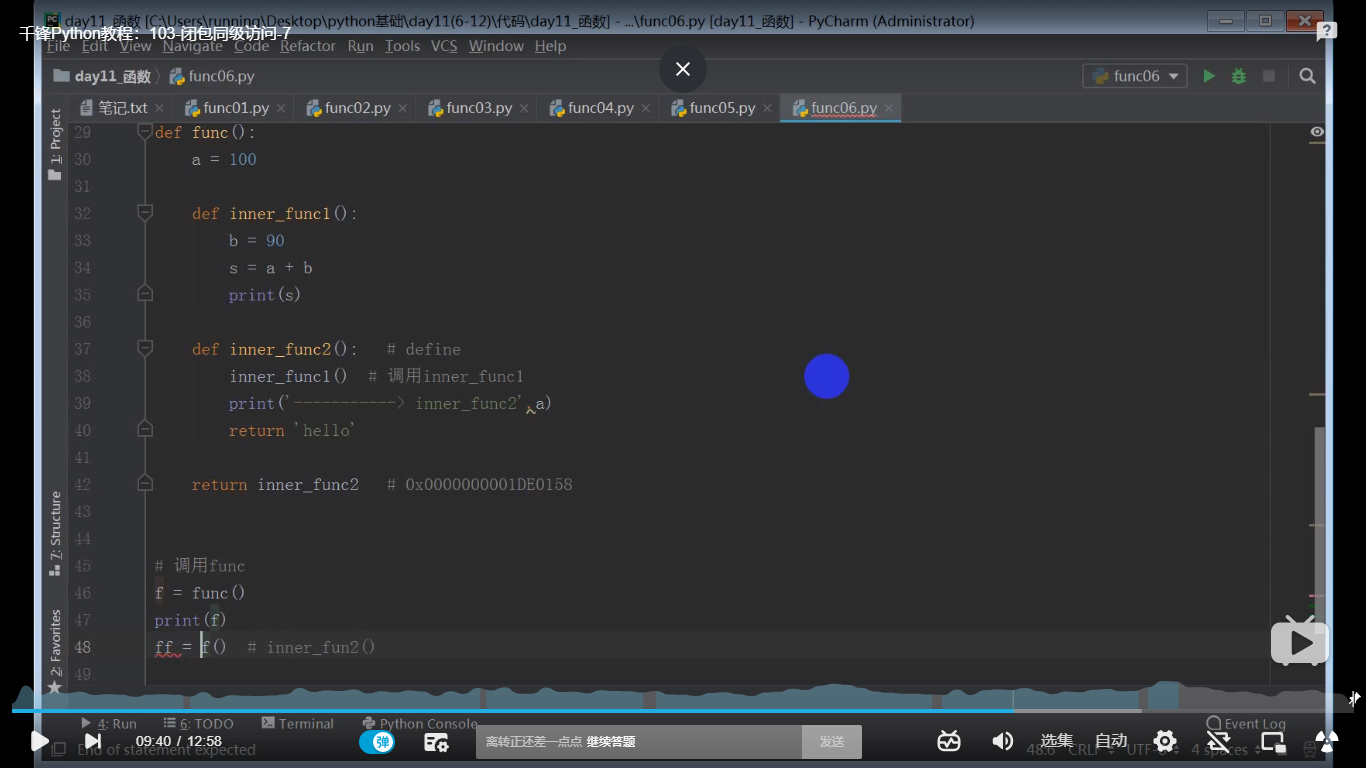 day11_函数 [C:\Users\running\Desktop\python基础\day11(6-12)\代码\day11_函数] - ...\func06.py [day11_函数] - PyCharm (Administrator)
千锋Python教程：103-闭包同级访问-7
File Edit View Navigate Code Refactor Run Tools VCS Window Help
day11_函数 func06.py func06
笔记.txt func01.py func02.py func03.py func04.py func05.py func06.py
1: Project
7: Structure
2: Favorites
29 def func():
30     a = 100
31
32     def inner_func1():
33         b = 90
34         s = a + b
35         print(s)
36
37     def inner_func2():   # define
38         inner_func1()  # 调用inner_func1
39         print('-----------> inner_func2',a)
40         return 'hello'
41
42     return inner_func2   # 0x0000000001DE0158
43
44
45 # 调用func
46 f = func()
47 print(f)
48 ff = f()  # inner_fun2()
49
4: Run 6: TODO Terminal Python Console Event Log
09:40 / 12:58 弹 离转正还差一点点 继续答题 发送 选集 自动
End of statement expected 48:6 CRLF UTF-8 4 spaces